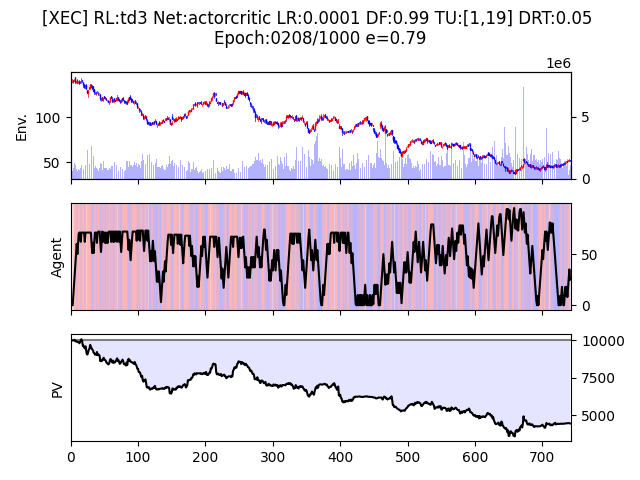 [XEC] RL:td3 Net:actorcritic LR:0.0001 DF:0.99 TU:[1,19] DRT:0.05
Epoch:0208/1000 e=0.79
1e6
Env.
100
50
5
0
Agent
50
0
PV
10000
7500
5000
0 100 200 300 400 500 600 700